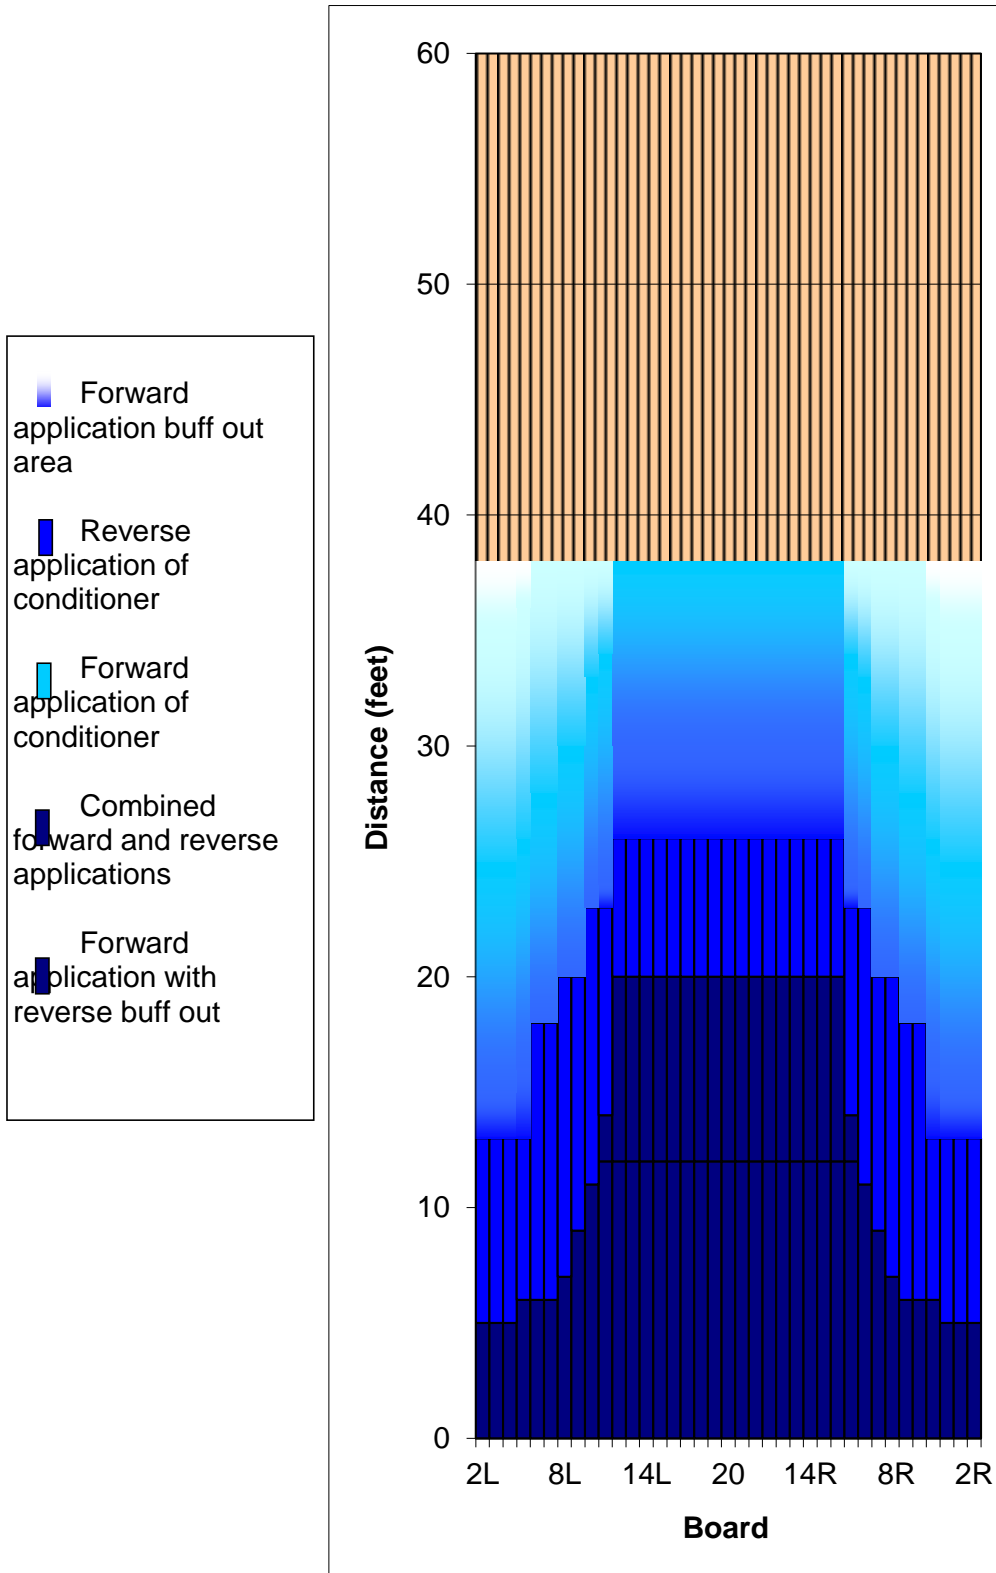 Forward
application buff out
area
Reverse
application of
conditioner
Forward
application of
conditioner
Combined
forward and reverse
applications
Forward
application with
reverse buff out
60
50
40
30
20
10
0
Distance (feet)
2L 8L 14L 20 14R 8R 2R
Board